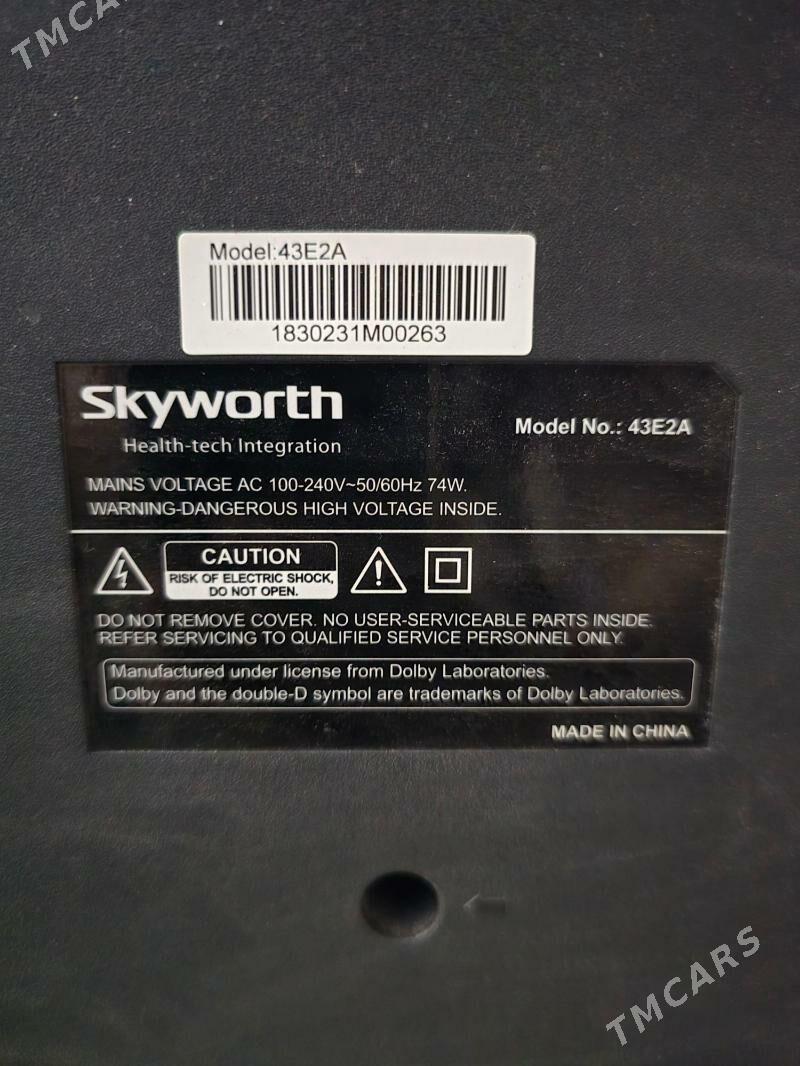 TMCARS
Model:43E2A
1830231M00263
Skyworth
Health-tech Integration
Model No.: 43E2A
MAINS VOLTAGE AC 100-240V~50/60Hz 74W.
WARNING-DANGEROUS HIGH VOLTAGE INSIDE.
CAUTION
RISK OF ELECTRIC SHOCK,
DO NOT OPEN.
DO NOT REMOVE COVER. NO USER-SERVICEABLE PARTS INSIDE.
REFER SERVICING TO QUALIFIED SERVICE PERSONNEL ONLY.
Manufactured under license from Dolby Laboratories.
Dolby and the double-D symbol are trademarks of Dolby Laboratories.
MADE IN CHINA
TMCARS